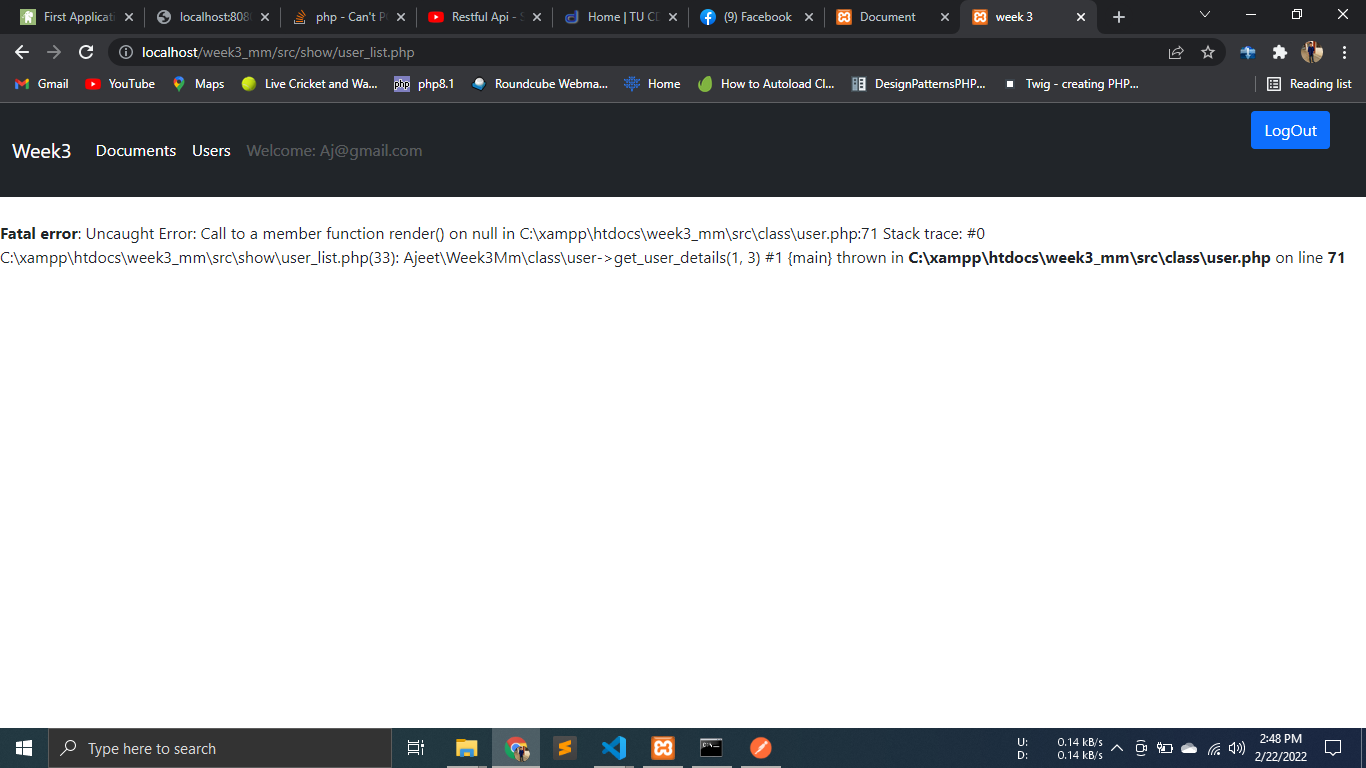 First Applicat
localhost:808
php - Can't P
Restful Api - S
Home | TU C
(9) Facebook
Document
week 3
localhost/week3_mm/src/show/user_list.php
Gmail
YouTube
Maps
Live Cricket and Wa...
php
php8.1
Roundcube Webma...
Home
How to Autoload Cl...
DesignPatternsPHP...
Twig - creating PHP...
Reading list
LogOut
Week3 Documents Users Welcome: Aj@gmail.com
Fatal error: Uncaught Error: Call to a member function render() on null in C:\xampp\htdocs\week3_mm\src\class\user.php:71 Stack trace: #0
C:\xampp\htdocs\week3_mm\src\show\user_list.php(33): Ajeet\Week3Mm\class\user->get_user_details(1, 3) #1 {main} thrown in C:\xampp\htdocs\week3_mm\src\class\user.php on line 71
Type here to search
U: 0.14 kB/s
D: 0.14 kB/s
2:48 PM
2/22/2022